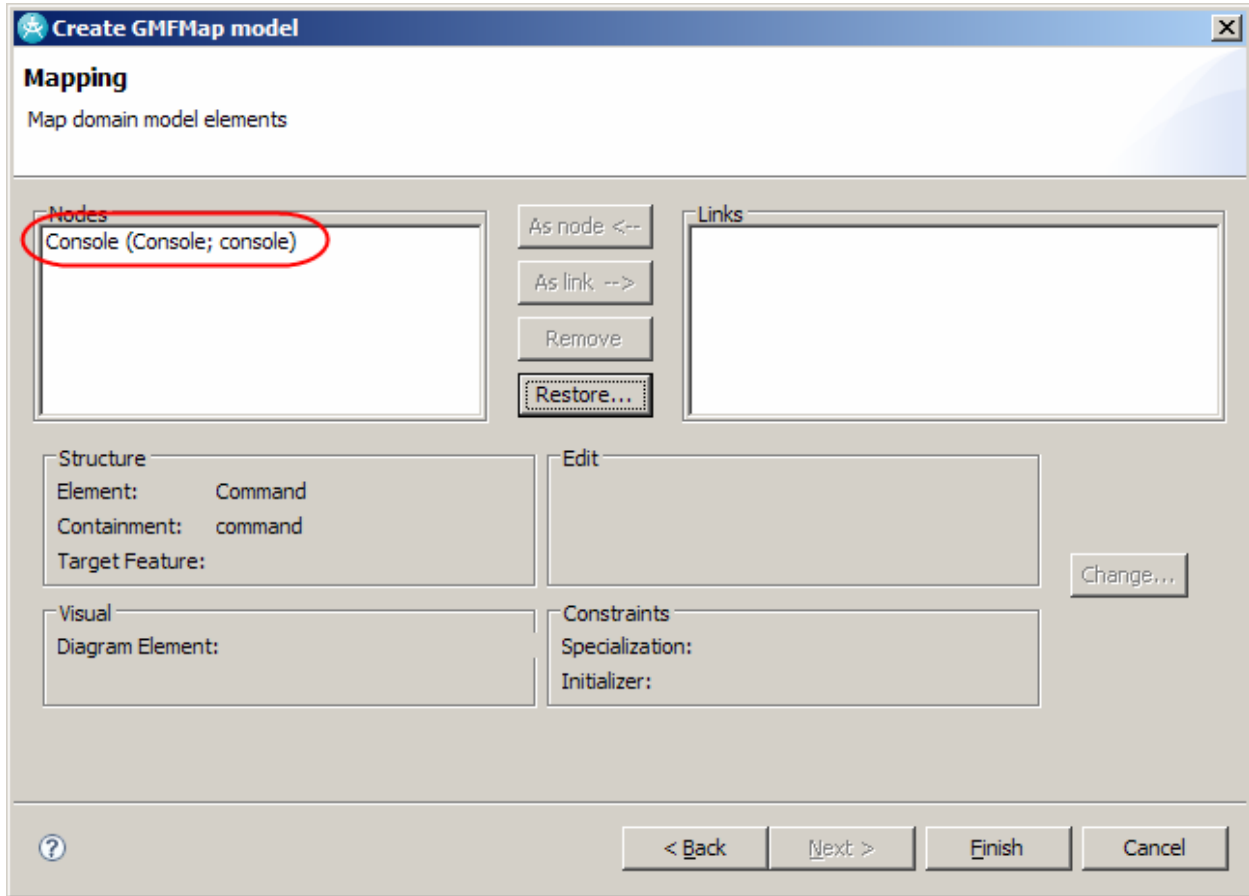 Create GMFMap model
Mapping
Map domain model elements
Nodes
Console (Console; console)
As node <--
As link -->
Remove
Restore...
Links
Structure
Element: Command
Containment: command
Target Feature:
Edit
Change...
Visual
Diagram Element:
Constraints
Specialization:
Initializer:
< Back
Next >
Finish
Cancel